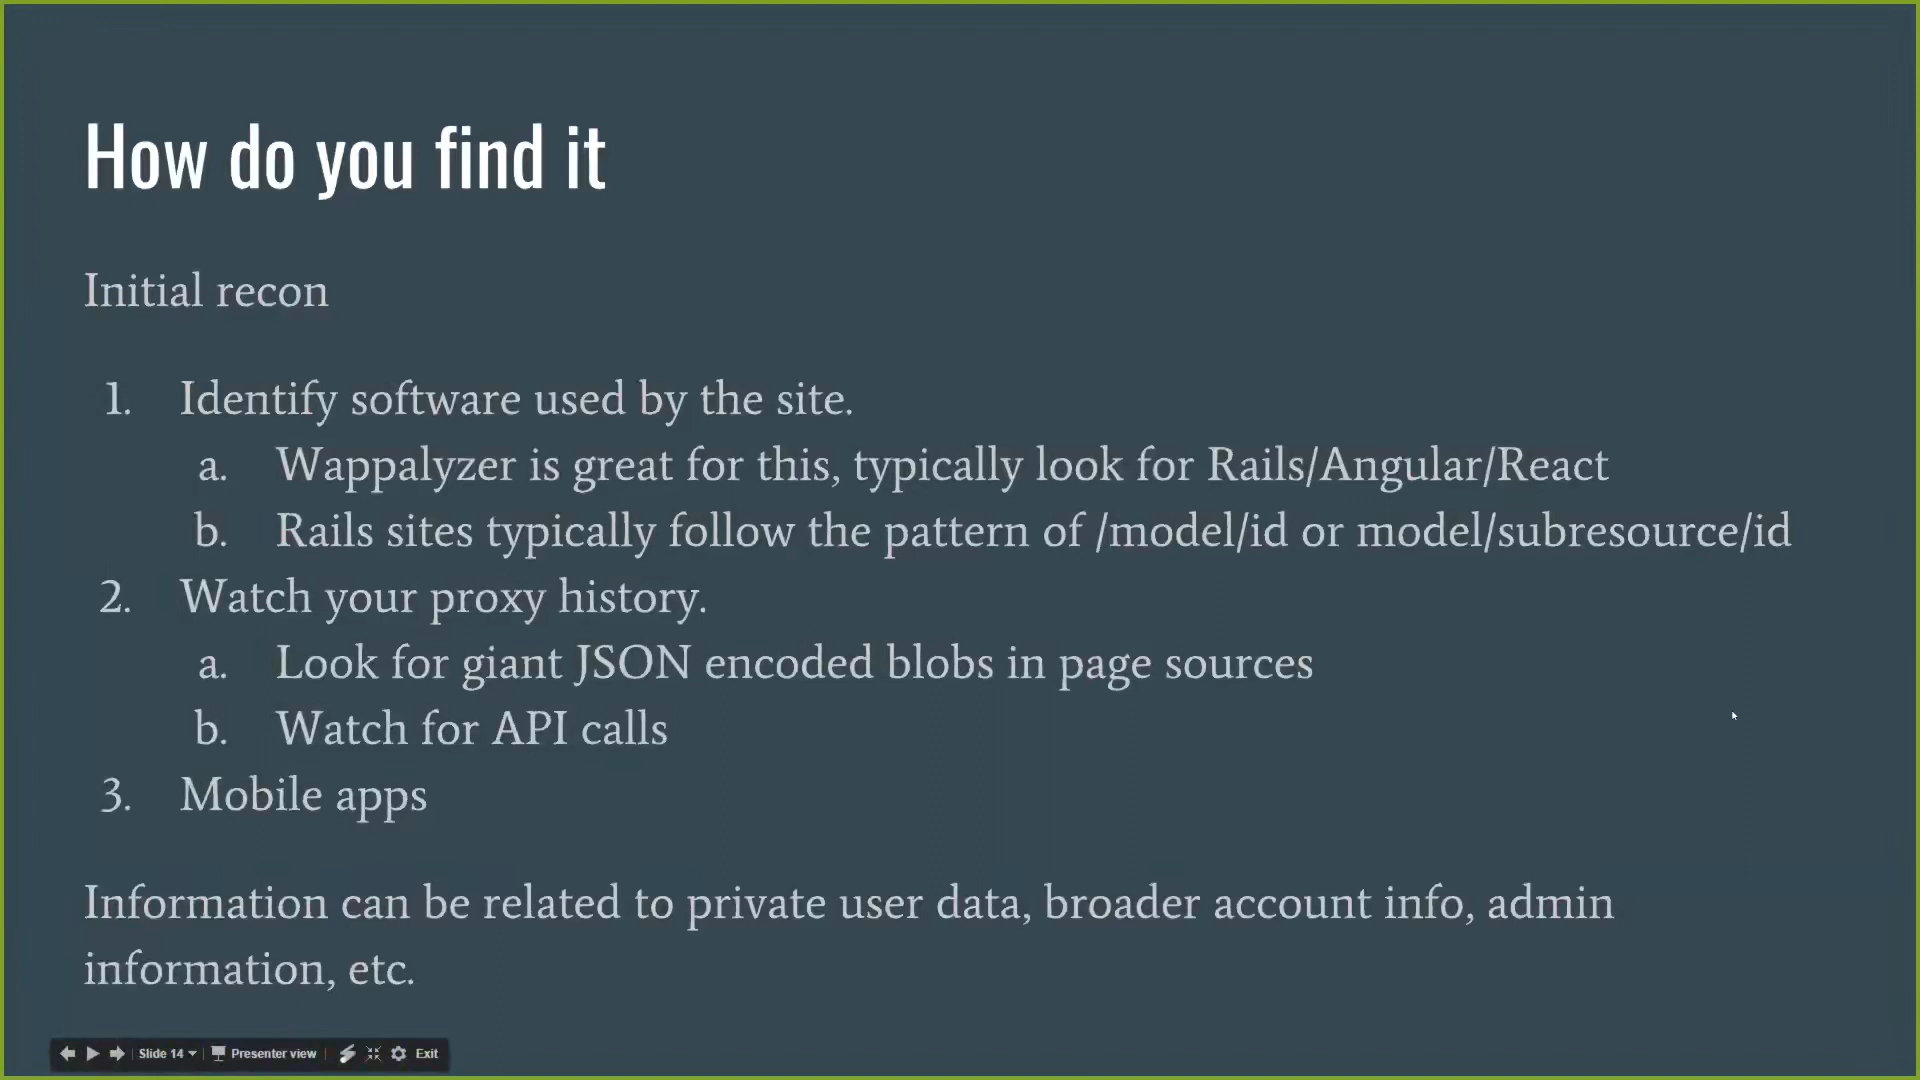 How do you find it
Initial recon
1. Identify software used by the site.
a. Wappalyzer is great for this, typically look for Rails/Angular/React
b. Rails sites typically follow the pattern of /model/id or model/subresource/id
2. Watch your proxy history.
a. Look for giant JSON encoded blobs in page sources
b. Watch for API calls
3. Mobile apps
Information can be related to private user data, broader account info, admin
information, etc.
Slide 14 Presenter view Exit